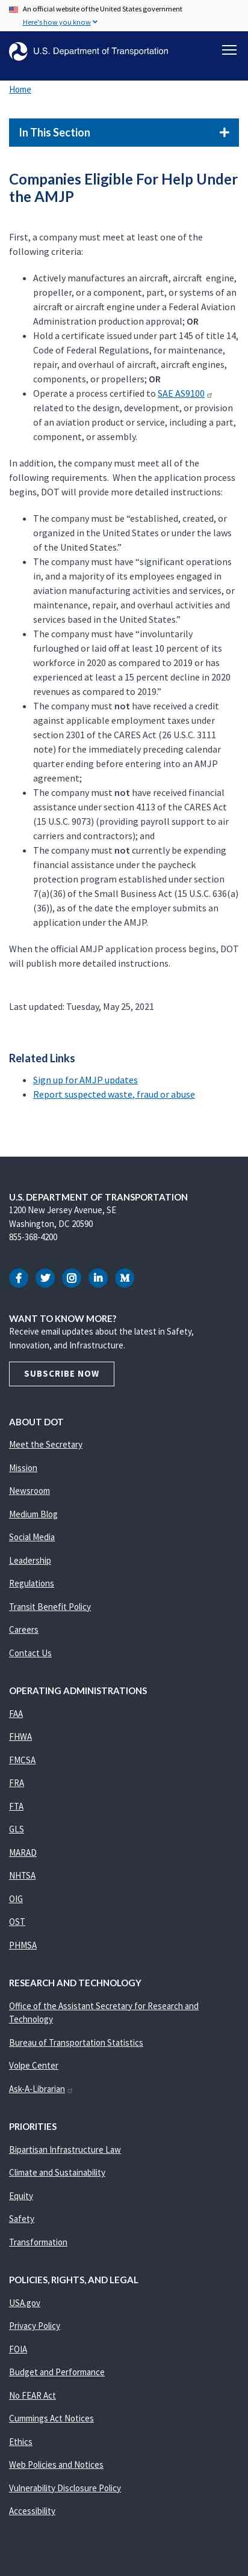 An official website of the United States government
Here's how you know
U.S. Department of Transportation
Home
In This Section
Companies Eligible For Help Under
the AMJP
First, a company must meet at least one of the
following criteria:
Actively manufactures an aircraft, aircraft engine,
propeller, or a component, part, or systems of an
aircraft or aircraft engine under a Federal Aviation
Administration production approval; OR
Hold a certificate issued under part 145 of title 14,
Code of Federal Regulations, for maintenance,
repair, and overhaul of aircraft, aircraft engines,
components, or propellers; OR
Operate a process certified to SAE AS9100
related to the design, development, or provision
of an aviation product or service, including a part,
component, or assembly.
In addition, the company must meet all of the
following requirements. When the application process
begins, DOT will provide more detailed instructions:
The company must be “established, created, or
organized in the United States or under the laws
of the United States.”
The company must have “significant operations
in, and a majority of its employees engaged in
aviation manufacturing activities and services, or
maintenance, repair, and overhaul activities and
services based in the United States.”
The company must have “involuntarily
furloughed or laid off at least 10 percent of its
workforce in 2020 as compared to 2019 or has
experienced at least a 15 percent decline in 2020
revenues as compared to 2019.”
The company must not have received a credit
against applicable employment taxes under
section 2301 of the CARES Act (26 U.S.C. 3111
note) for the immediately preceding calendar
quarter ending before entering into an AMJP
agreement;
The company must not have received financial
assistance under section 4113 of the CARES Act
(15 U.S.C. 9073) (providing payroll support to air
carriers and contractors); and
The company must not be currently be expending
financial assistance under the paycheck
protection program established under section
7(a)(36) of the Small Business Act (15 U.S.C. 636(a)
(36)), as of the date the employer submits an
application under the AMJP.
When the official AMJP application process begins, DOT
will publish more detailed instructions.
Last updated: Tuesday, May 25, 2021
Related Links
Sign up for AMJP updates
Report suspected waste, fraud or abuse
U.S. DEPARTMENT OF TRANSPORTATION
1200 New Jersey Avenue, SE
Washington, DC 20590
855-368-4200
WANT TO KNOW MORE?
Receive email updates about the latest in Safety,
Innovation, and Infrastructure.
SUBSCRIBE NOW
ABOUT DOT
Meet the Secretary
Mission
Newsroom
Medium Blog
Social Media
Leadership
Regulations
Transit Benefit Policy
Careers
Contact Us
OPERATING ADMINISTRATIONS
FAA
FHWA
FMCSA
FRA
FTA
GLS
MARAD
NHTSA
OIG
OST
PHMSA
RESEARCH AND TECHNOLOGY
Office of the Assistant Secretary for Research and
Technology
Bureau of Transportation Statistics
Volpe Center
Ask-A-Librarian
PRIORITIES
Bipartisan Infrastructure Law
Climate and Sustainability
Equity
Safety
Transformation
POLICIES, RIGHTS, AND LEGAL
USA.gov
Privacy Policy
FOIA
Budget and Performance
No FEAR Act
Cummings Act Notices
Ethics
Web Policies and Notices
Vulnerability Disclosure Policy
Accessibility